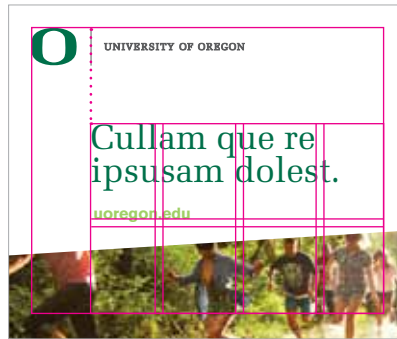 O
UNIVERSITY OF OREGON
Cullam que re
ipsusam dolest.
uoregon.edu